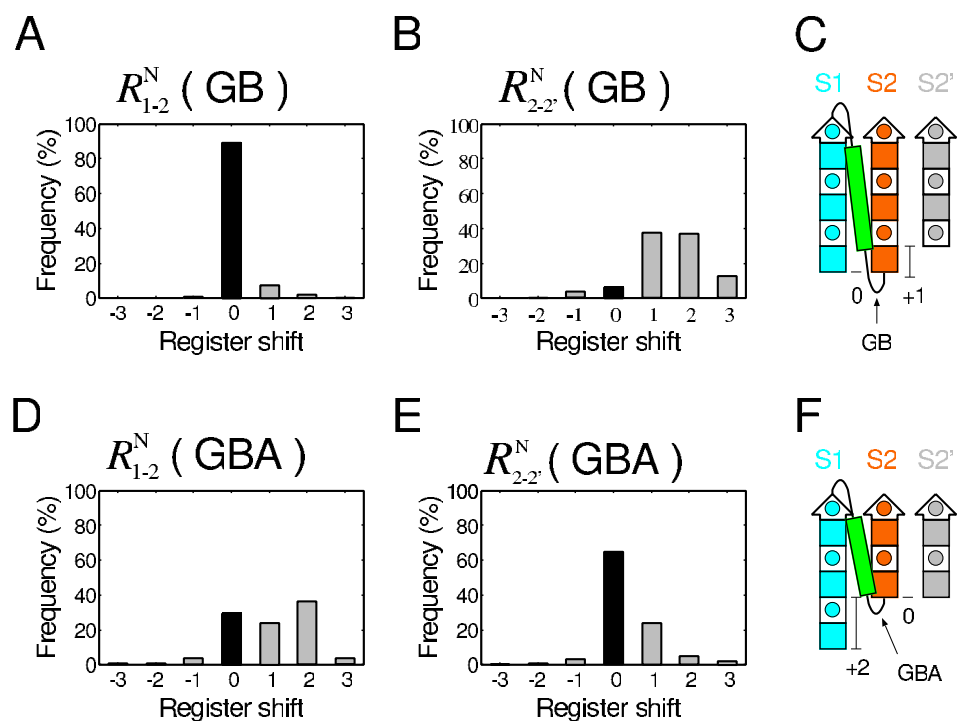 A
R N 1-2 ( GB )
Frequency (%)
100
80
60
40
20
0
-3 -2 -1 0 1 2 3
Register shift
B
R N 2-2' ( GB )
Frequency (%)
100
80
60
40
20
0
-3 -2 -1 0 1 2 3
Register shift
C
S1 S2 S2'
0 +1
GB
D
R N 1-2 ( GBA )
Frequency (%)
100
80
60
40
20
0
-3 -2 -1 0 1 2 3
Register shift
E
R N 2-2' ( GBA )
Frequency (%)
100
80
60
40
20
0
-3 -2 -1 0 1 2 3
Register shift
F
S1 S2 S2'
0
+2
GBA